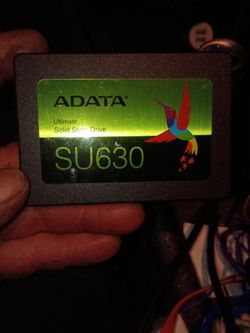 ADATA
Ultimate
Solid State Drive
SU630